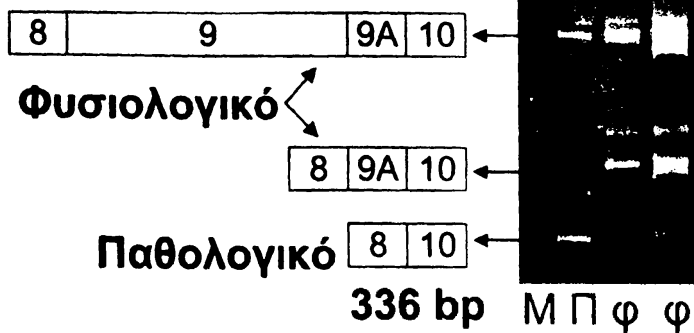 8 9 9A 10
Φυσιολογικό
8 9A 10
Παθολογικό 8 10
336 bp Μ Π φ φ